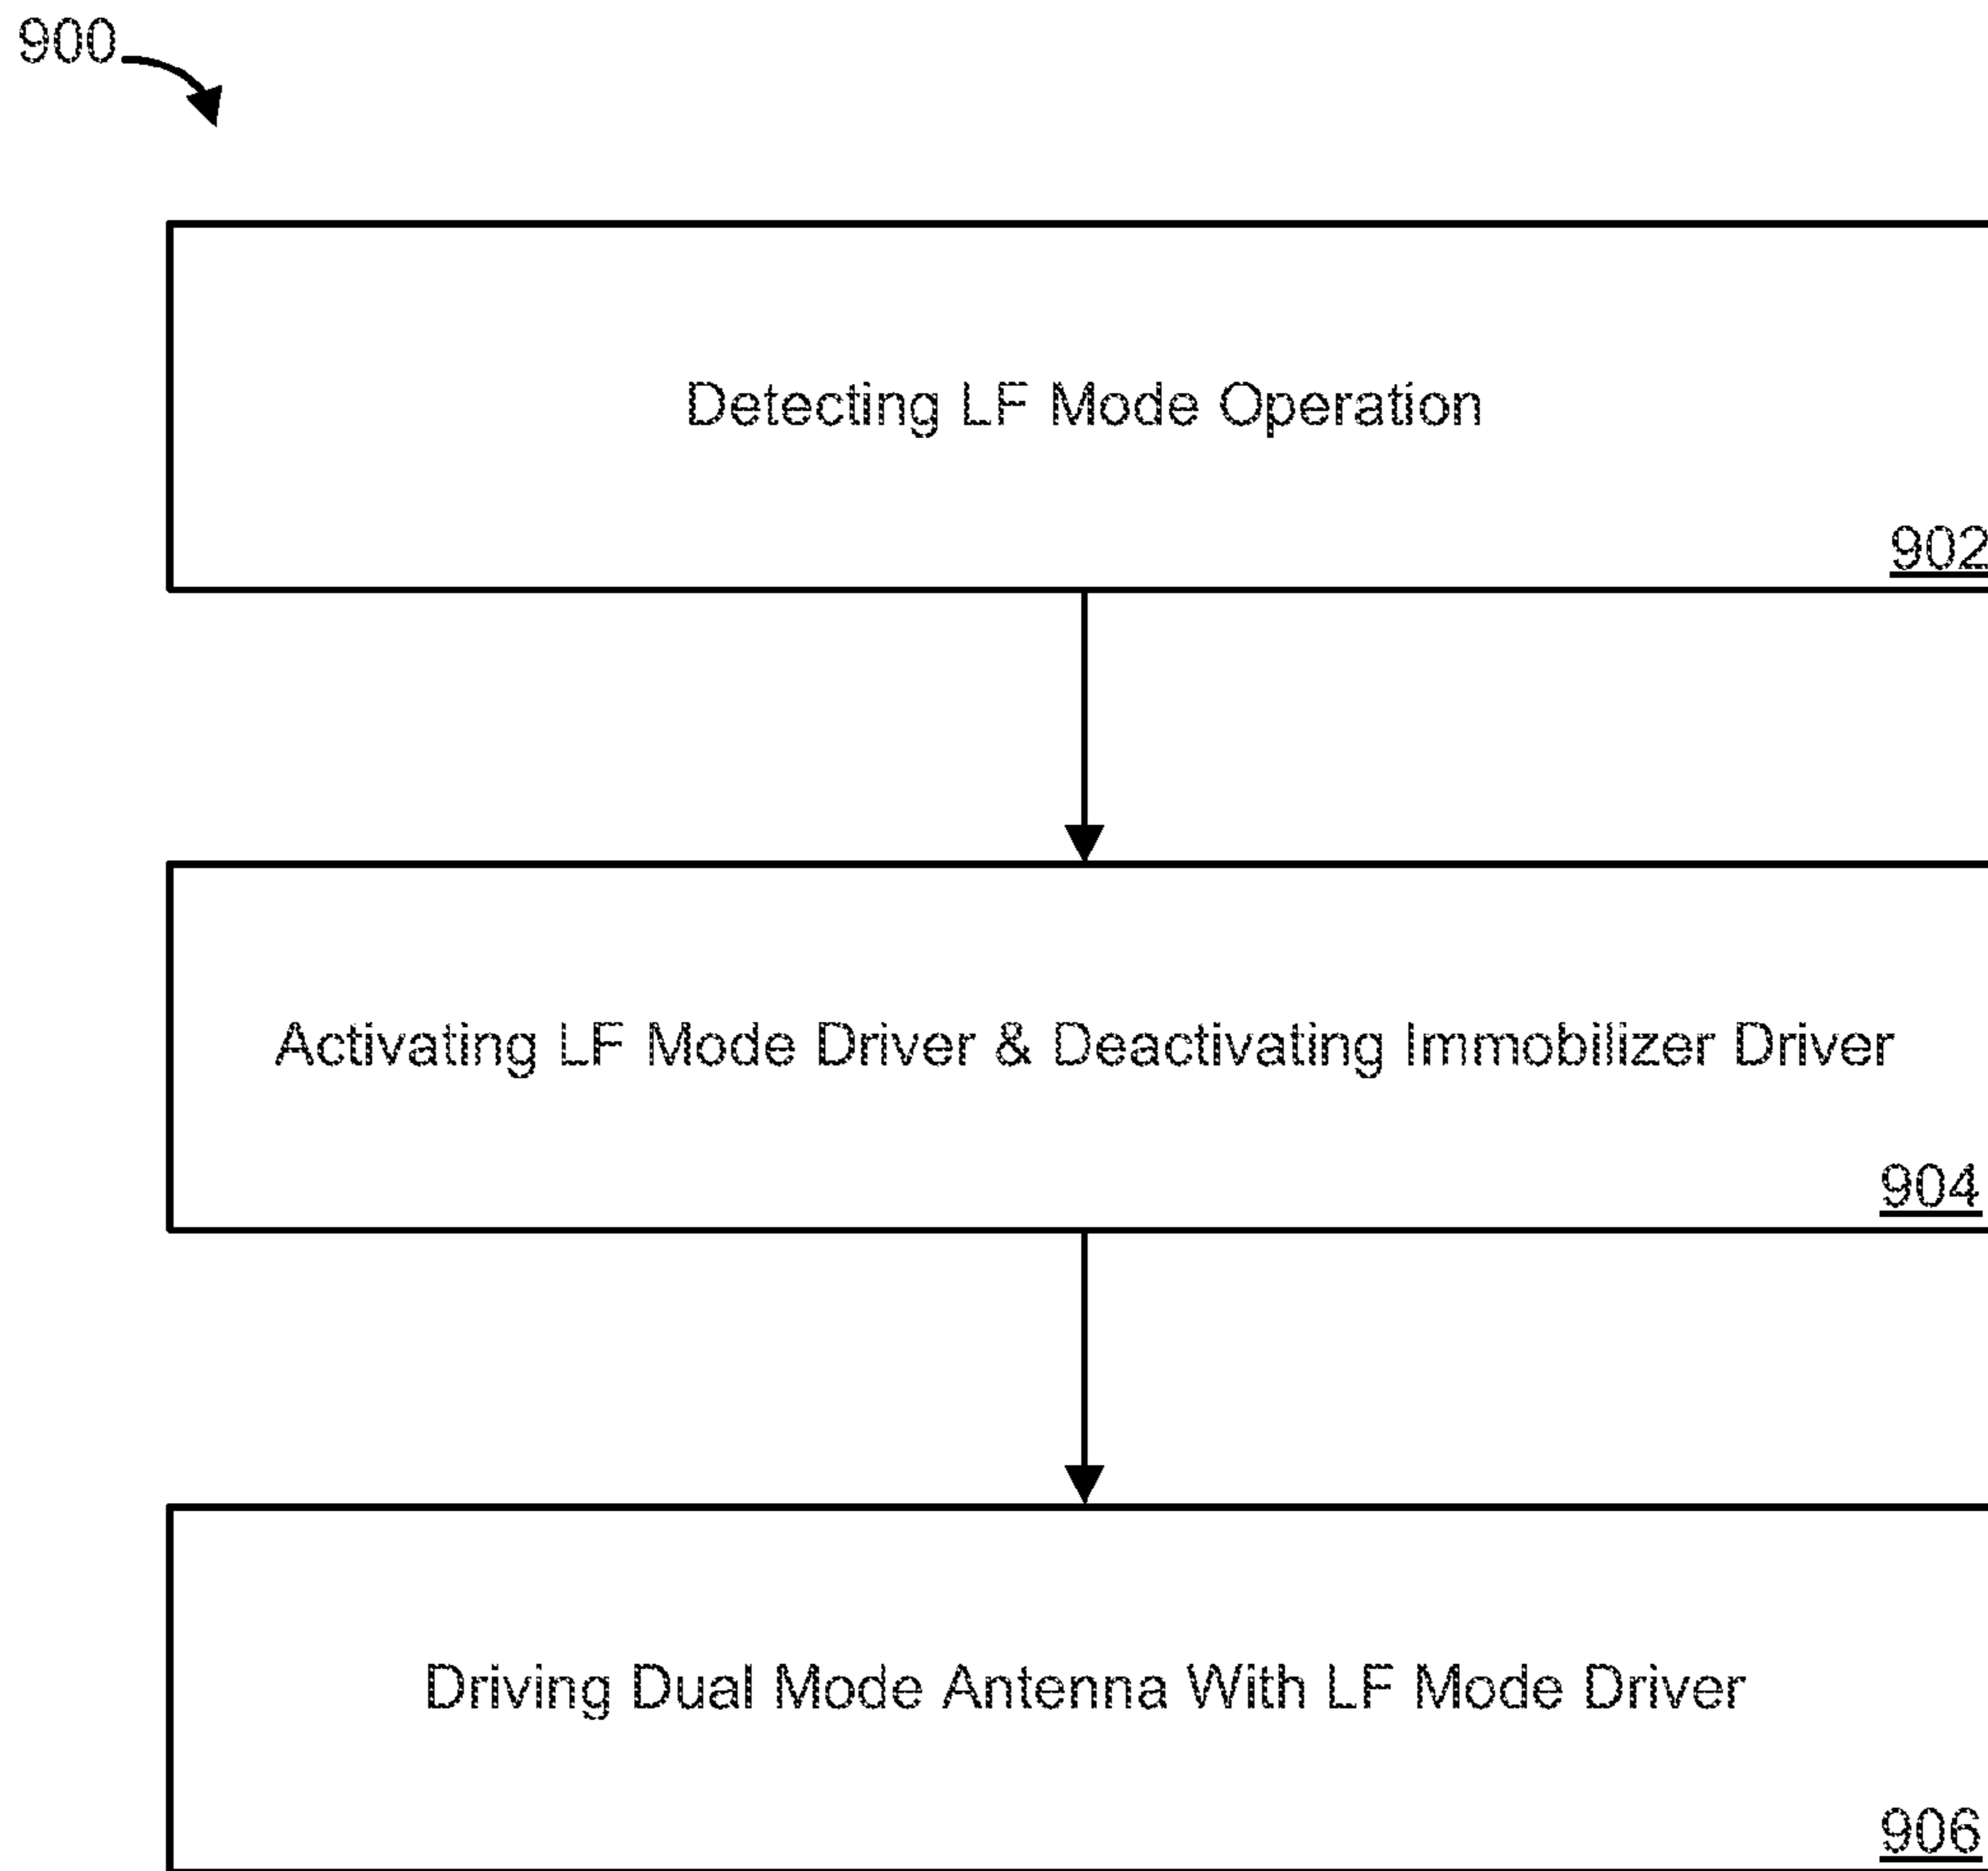 900
Detecting LF Mode Operation
902
Activating LF Mode Driver & Deactivating Immobilizer Driver
904
Driving Dual Mode Antenna With LF Mode Driver
906